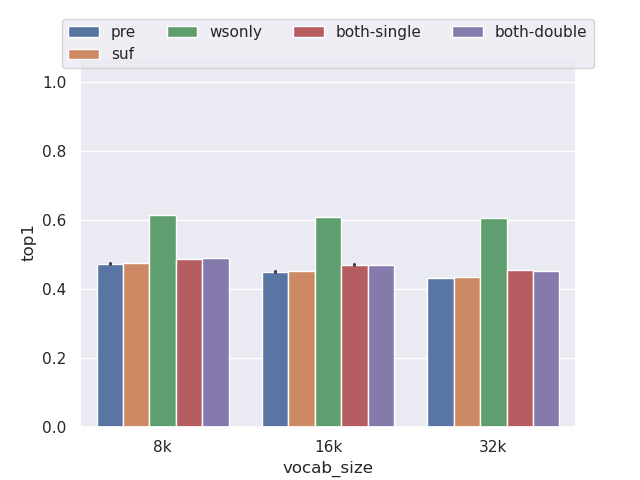 pre wsonly both-single both-double
suf
1.0
0.8
0.6
0.4
0.2
0.0
top1
8k 16k 32k
vocab_size